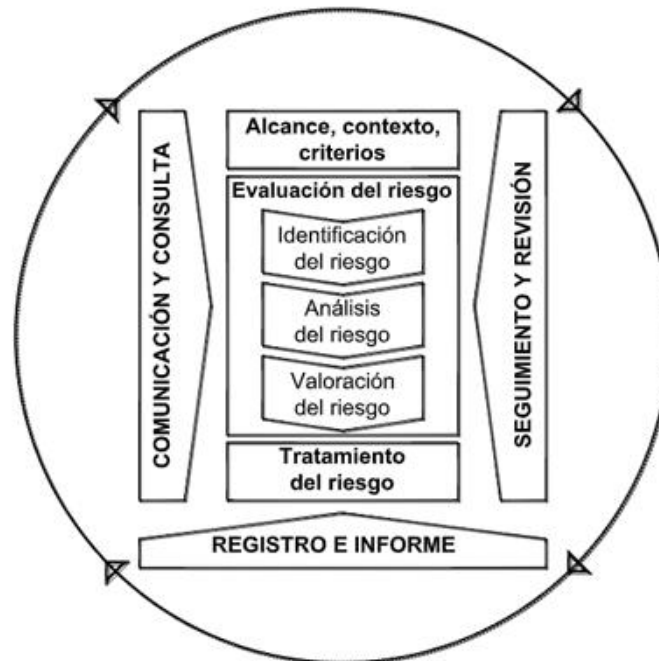 Alcance, contexto,
criterios
Evaluación del riesgo
Identificación
del riesgo
Análisis
del riesgo
Valoración
del riesgo
Tratamiento
del riesgo
COMUNICACIÓN Y CONSULTA
SEGUIMIENTO Y REVISIÓN
REGISTRO E INFORME